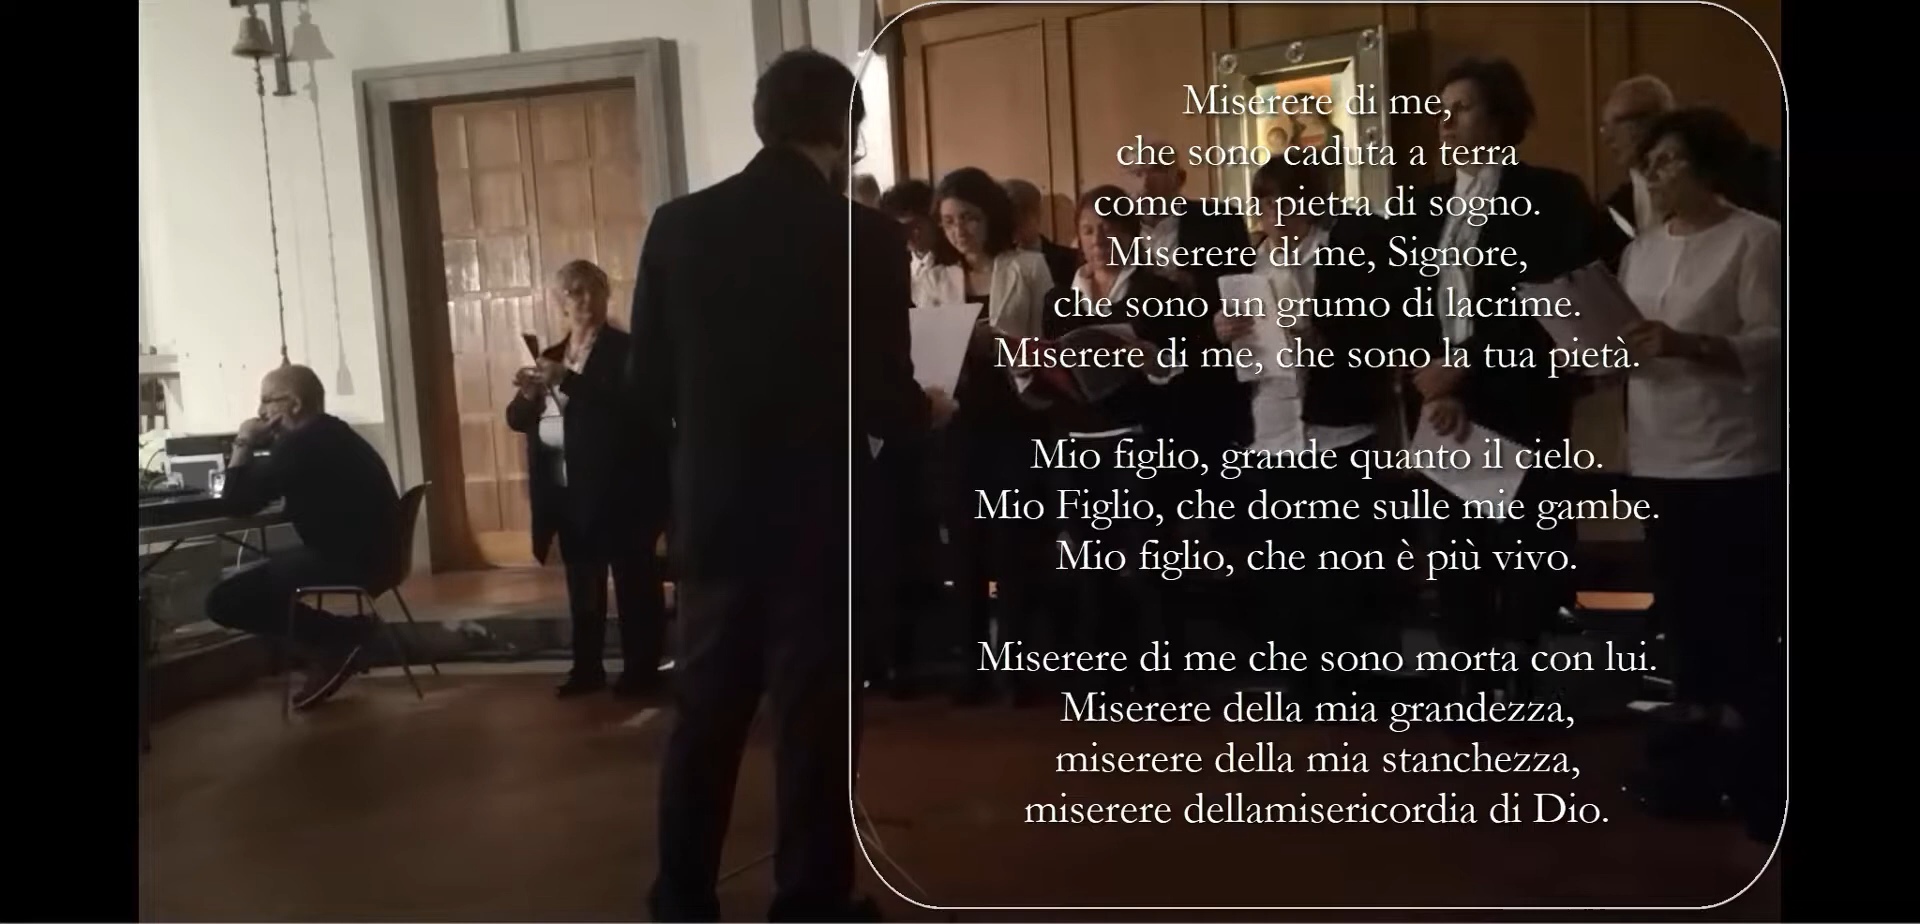 Miserere di me,
che sono caduta a terra
come una pietra di sogno.
Miserere di me, Signore,
che sono un grumo di lacrime.
Miserere di me, che sono la tua pietà.
Mio figlio, grande quanto il cielo.
Mio Figlio, che dorme sulle mie gambe.
Mio figlio, che non è più vivo.
Miserere di me che sono morta con lui.
Miserere della mia grandezza,
miserere della mia stanchezza,
miserere dellamisericordia di Dio.